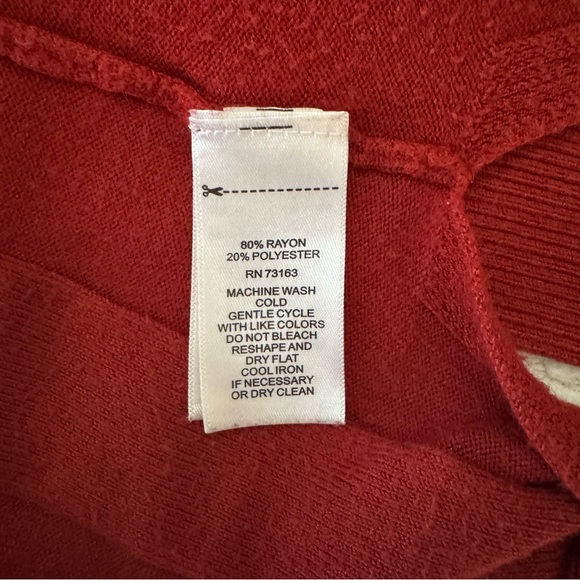 80% RAYON
20% POLYESTER
RN 73163
MACHINE WASH
COLD
GENTLE CYCLE
WITH LIKE COLORS
DO NOT BLEACH
RESHAPE AND
DRY FLAT
COOL IRON
IF NECESSARY
OR DRY CLEAN